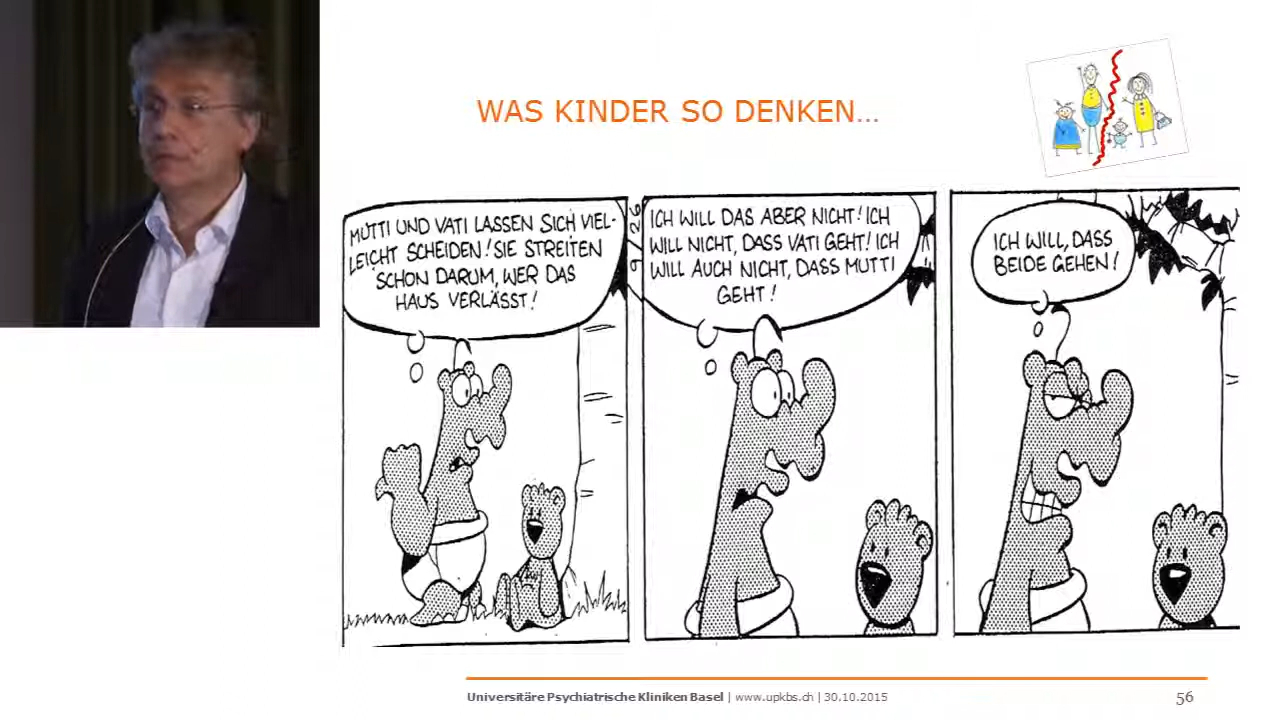 WAS KINDER SO DENKEN...
MUTTI UND VATI LASSEN SICH VIEL-
LEICHT SCHEIDEN! SIE STREITEN
SCHON DARUM, WER DAS
HAUS VERLÄSST!
9/26
ICH WILL DAS ABER NICHT! ICH
WILL NICHT, DASS VATI GEHT! ICH
WILL AUCH NICHT, DASS MUTTI
GEHT!
ICH WILL, DASS
BEIDE GEHEN!
Universitäre Psychiatrische Kliniken Basel | www.upkbs.ch | 30.10.2015
56